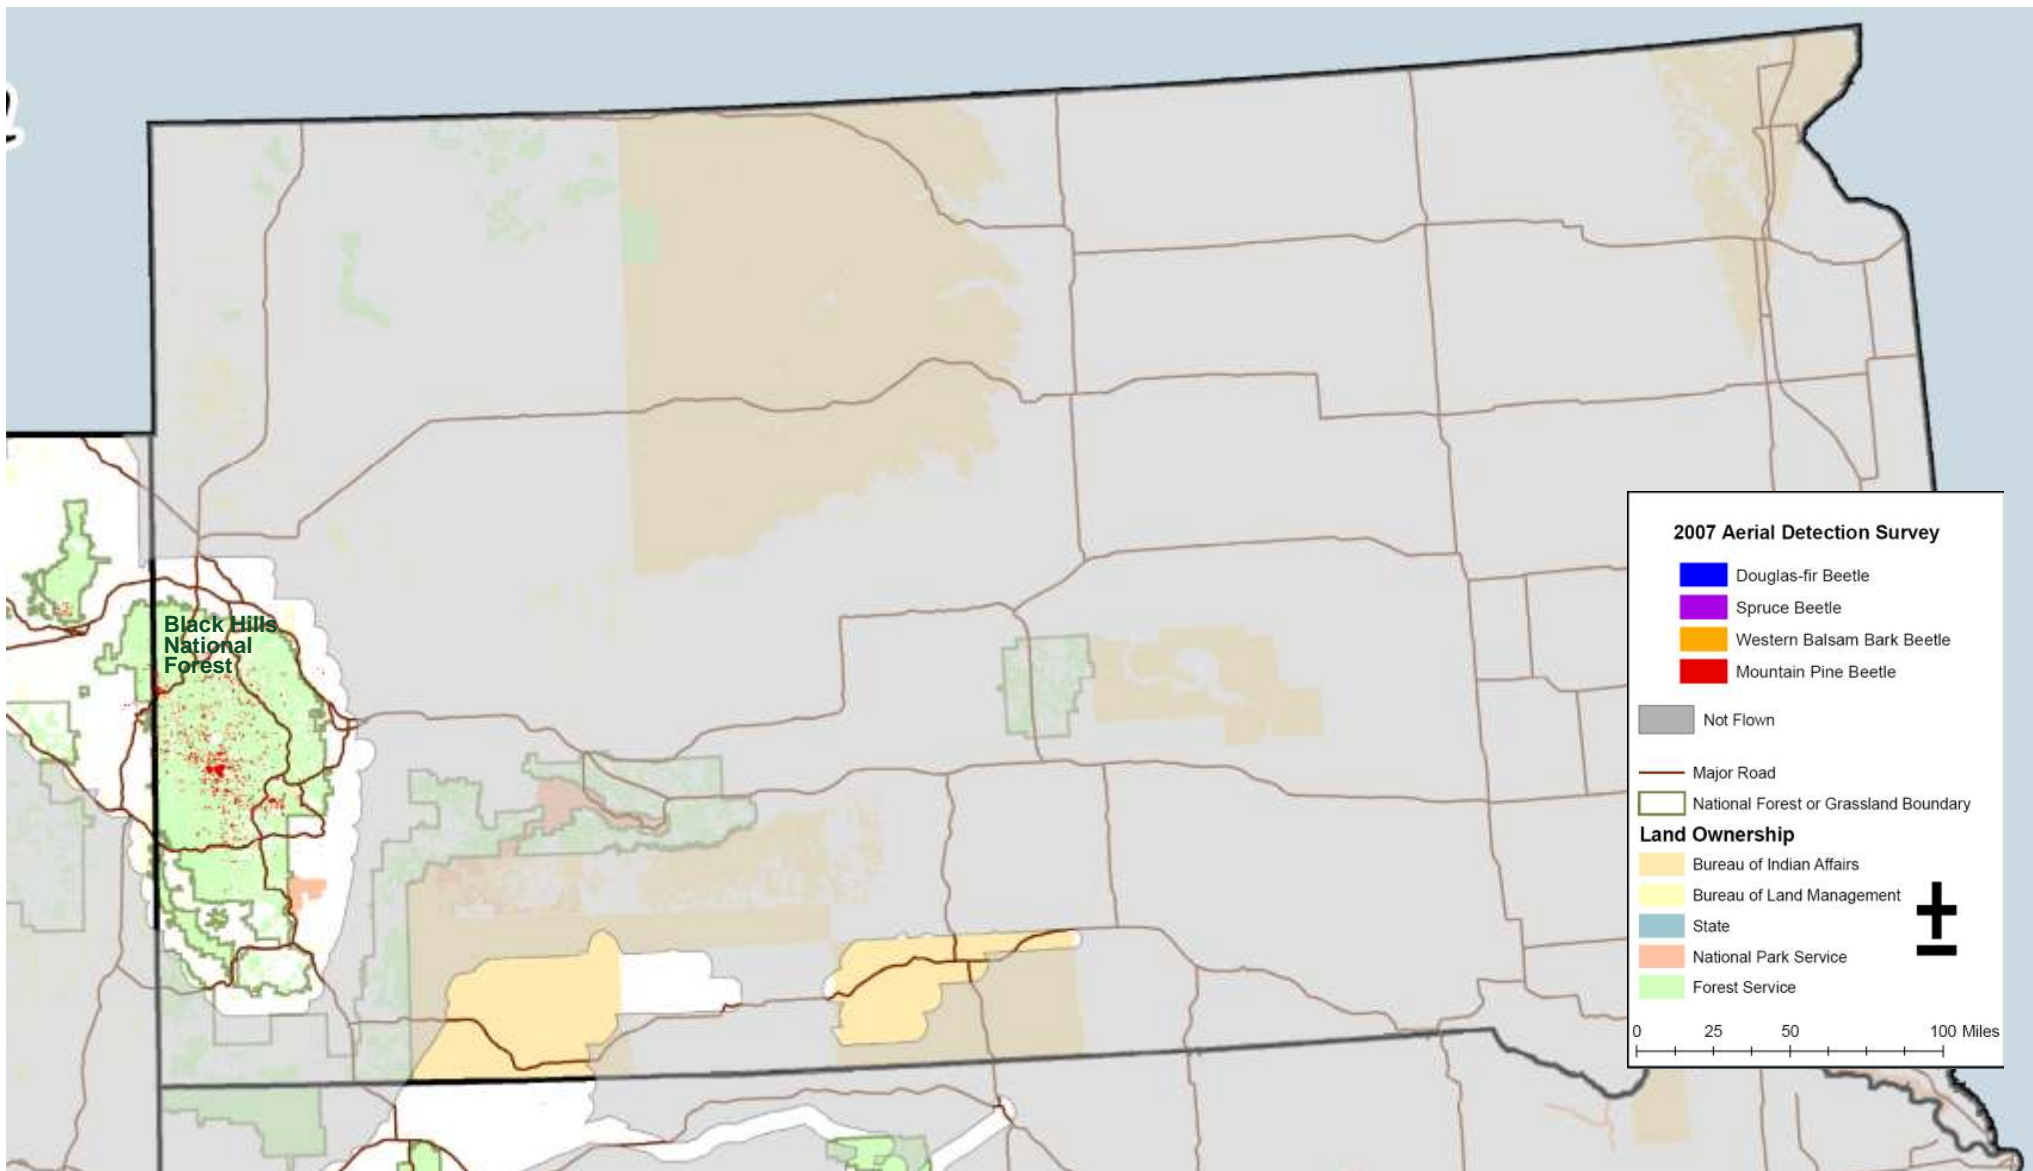 Black Hills
National
Forest
2007 Aerial Detection Survey
Douglas-fir Beetle
Spruce Beetle
Western Balsam Bark Beetle
Mountain Pine Beetle
Not Flown
Major Road
National Forest or Grassland Boundary
Land Ownership
Bureau of Indian Affairs
Bureau of Land Management
State
National Park Service
Forest Service
0 25 50 100 Miles